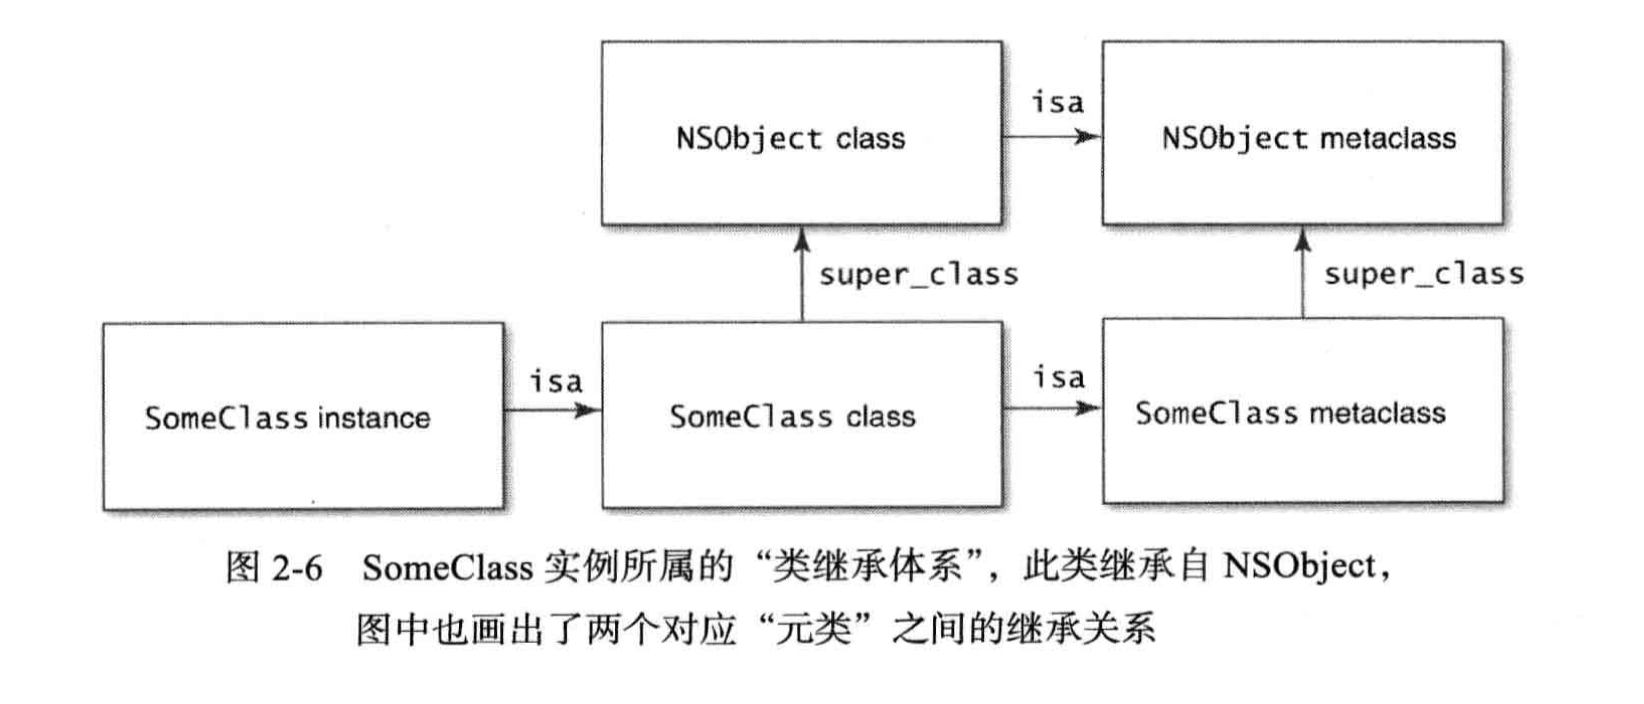 NSObject class
isa
NSObject metaclass
super_class
super_class
SomeClass instance
isa
SomeClass class
isa
SomeClass metaclass
图 2-6 SomeClass 实例所属的“类继承体系”，此类继承自 NSObject，
图中也画出了两个对应“元类”之间的继承关系